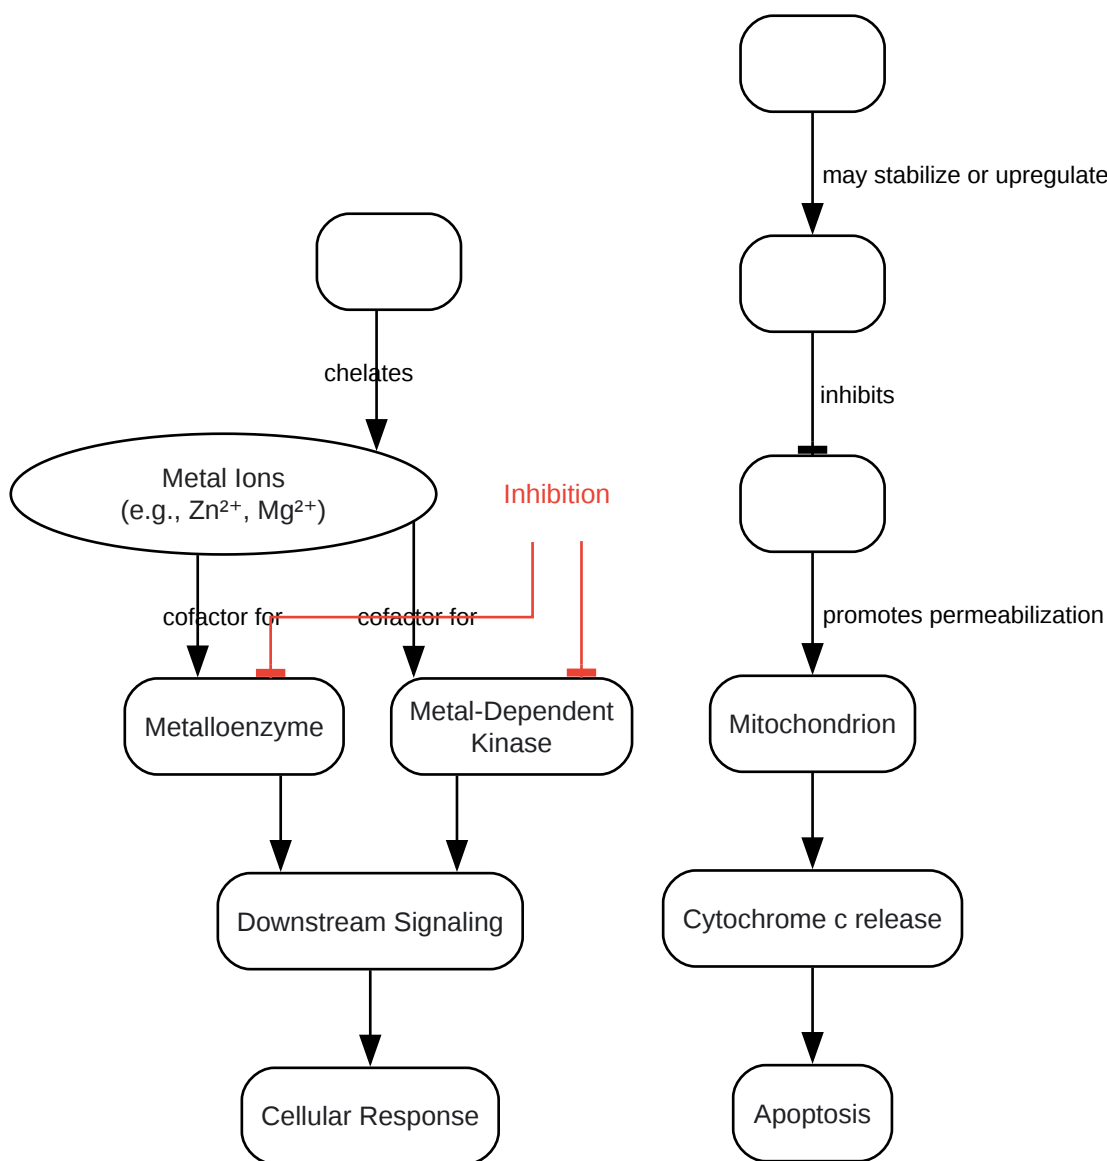 may stabilize or upregulate
chelates
inhibits
Metal Ions
(e.g., Zn²⁺, Mg²⁺)
Inhibition
cofactor for
cofactor for
promotes permeabilization
Metalloenzyme
Metal-Dependent
Kinase
Mitochondrion
Downstream Signaling
Cytochrome c release
Cellular Response
Apoptosis